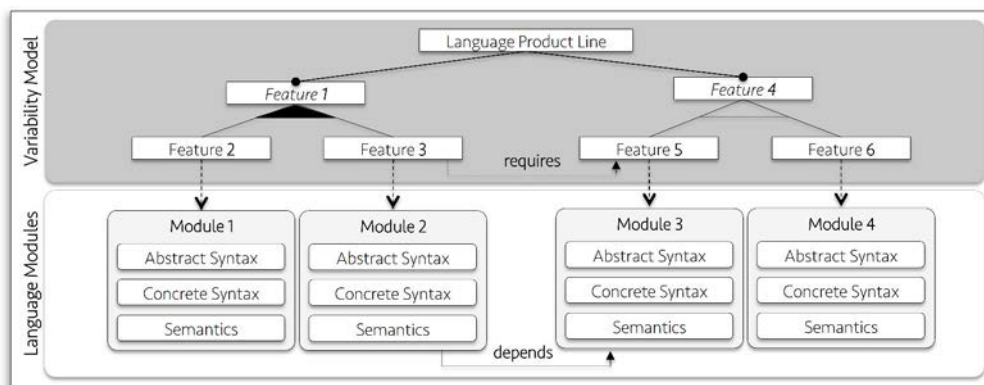 Variability Model
Language Product Line
Feature 1
Feature 4
Feature 2
Feature 3
requires
Feature 5
Feature 6
Language Modules
Module 1
Abstract Syntax
Concrete Syntax
Semantics
Module 2
Abstract Syntax
Concrete Syntax
Semantics
depends
Module 3
Abstract Syntax
Concrete Syntax
Semantics
Module 4
Abstract Syntax
Concrete Syntax
Semantics